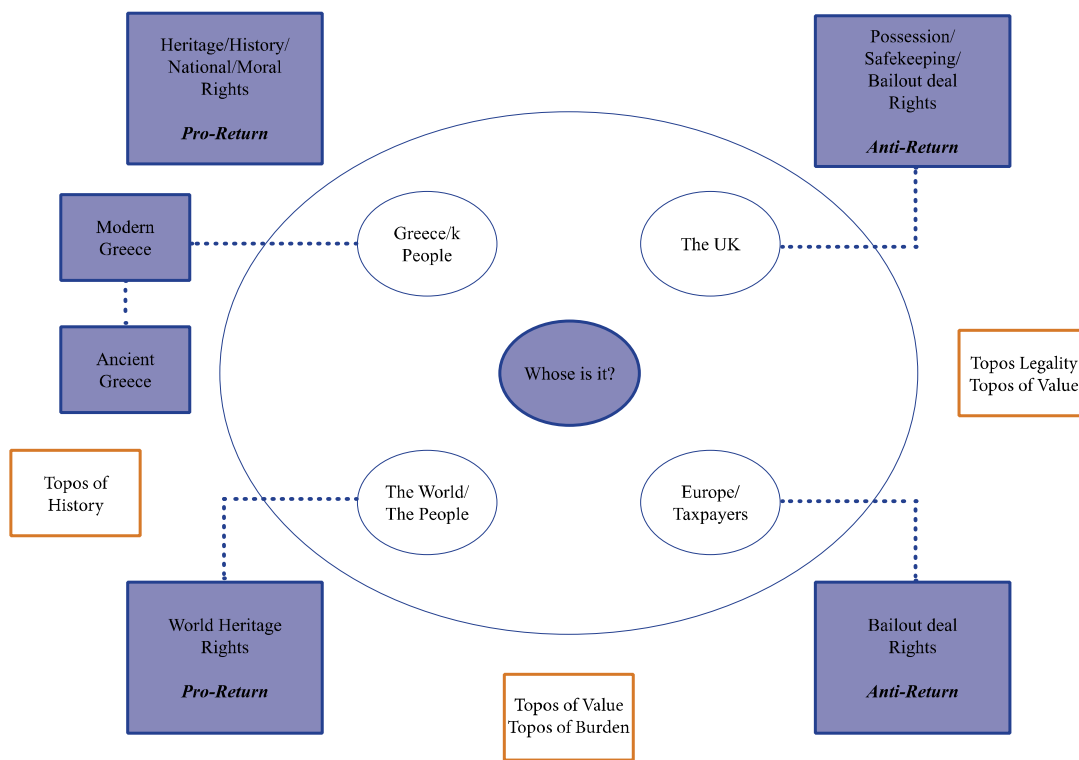 Heritage/History/
National/Moral
Rights
Pro-Return
Possession/
Safekeeping/
Bailout deal
Rights
Anti-Return
Modern
Greece
Greece/k
People
The UK
Ancient
Greece
Whose is it?
Topos Legality
Topos of Value
Topos of
History
The World/
The People
Europe/
Taxpayers
World Heritage
Rights
Pro-Return
Bailout deal
Rights
Anti-Return
Topos of Value
Topos of Burden